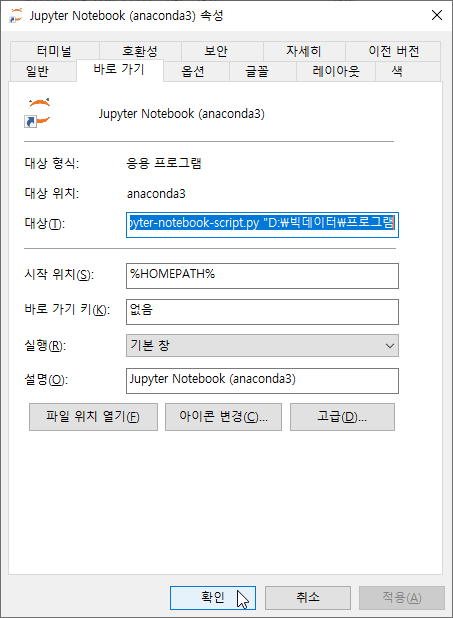 Jupyter Notebook (anaconda3) 속성
터미널 호환성 보안 자세히 이전 버전
일반 바로 가기 옵션 글꼴 레이아웃 색
Jupyter Notebook (anaconda3)
대상 형식: 응용 프로그램
대상 위치: anaconda3
대상(T): pyter-notebook-script.py "D:₩빅데이터₩프로그램
시작 위치(S): %HOMEPATH%
바로 가기 키(K): 없음
실행(R): 기본 창
설명(O): Jupyter Notebook (anaconda3)
파일 위치 열기(F) 아이콘 변경(C)... 고급(D)...
확인 취소 적용(A)